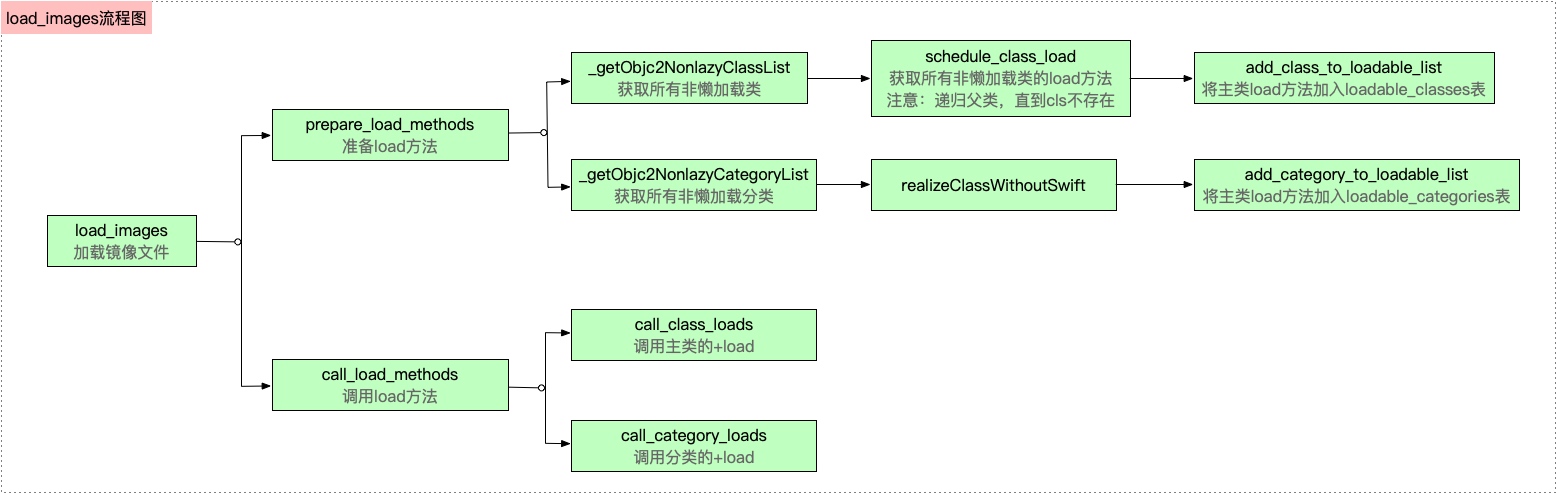 load_images流程图
load_images
加载镜像文件
prepare_load_methods
准备load方法
_getObjc2NonlazyClassList
获取所有非懒加载类
schedule_class_load
获取所有非懒加载类的load方法
注意：递归父类，直到cls不存在
add_class_to_loadable_list
将主类load方法加入loadable_classes表
_getObjc2NonlazyCategoryList
获取所有非懒加载分类
realizeClassWithoutSwift
add_category_to_loadable_list
将主类load方法加入loadable_categories表
call_load_methods
调用load方法
call_class_loads
调用主类的+load
call_category_loads
调用分类的+load